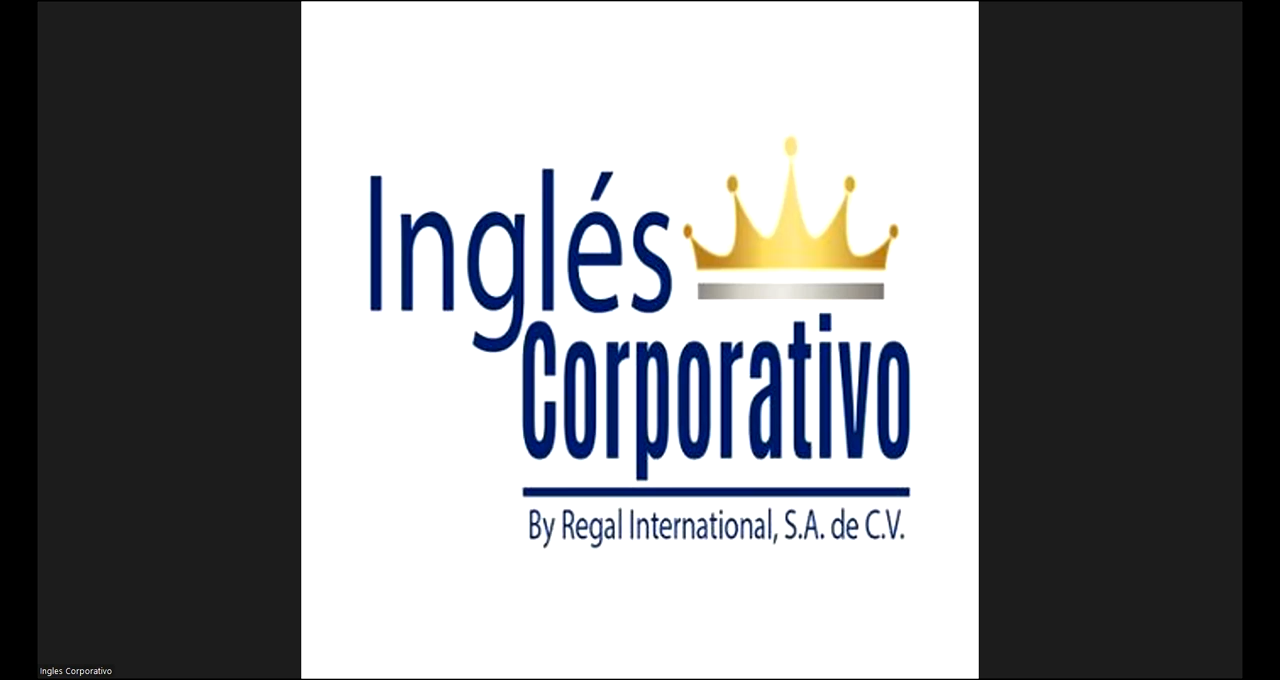 Inglés
Corporativo
By Regal International, S.A. de C.V.
Ingles Corporativo